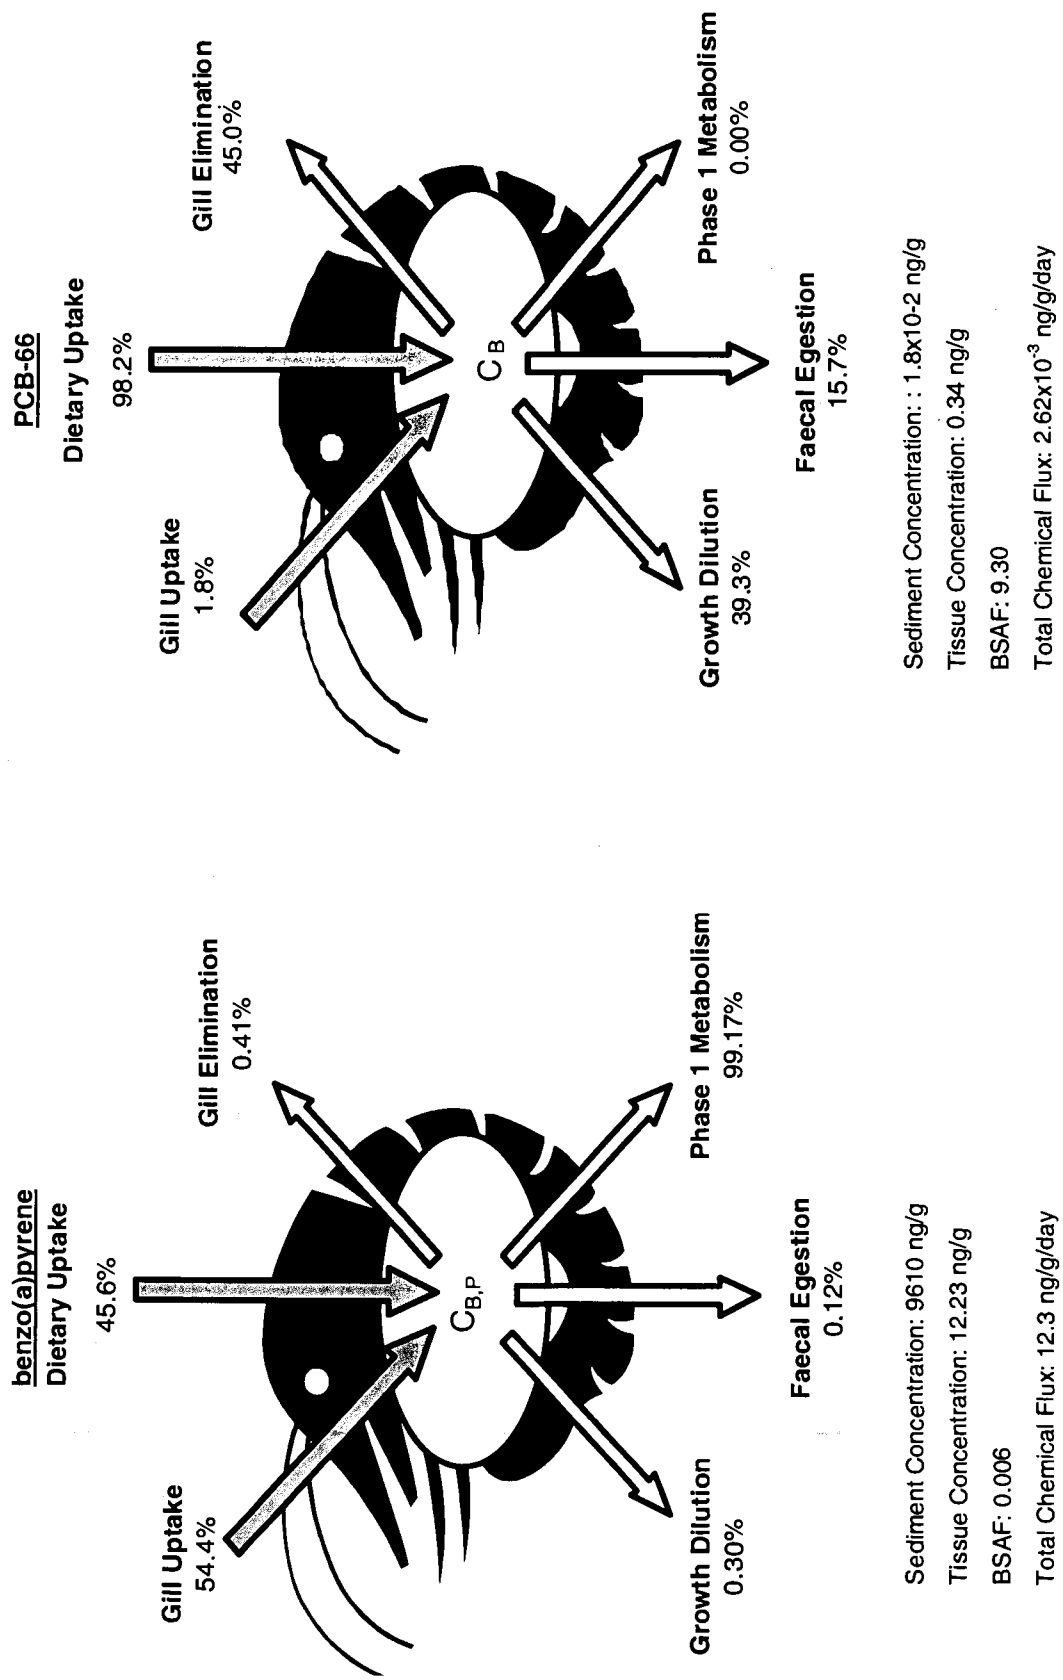 benzo(a)pyrene
Dietary Uptake
45.6%
Gill Uptake
54.4%
Gill Elimination
0.41%
C B,P
Growth Dilution
0.30%
Phase 1 Metabolism
99.17%
Faecal Egestion
0.12%
Sediment Concentration: 9610 ng/g
Tissue Concentration: 12.23 ng/g
BSAF: 0.006
Total Chemical Flux: 12.3 ng/g/day
PCB-66
Dietary Uptake
98.2%
Gill Uptake
1.8%
Gill Elimination
45.0%
C B
Growth Dilution
39.3%
Phase 1 Metabolism
0.00%
Faecal Egestion
15.7%
Sediment Concentration: : 1.8x10-2 ng/g
Tissue Concentration: 0.34 ng/g
BSAF: 9.30
Total Chemical Flux: 2.62x10⁻³ ng/g/day